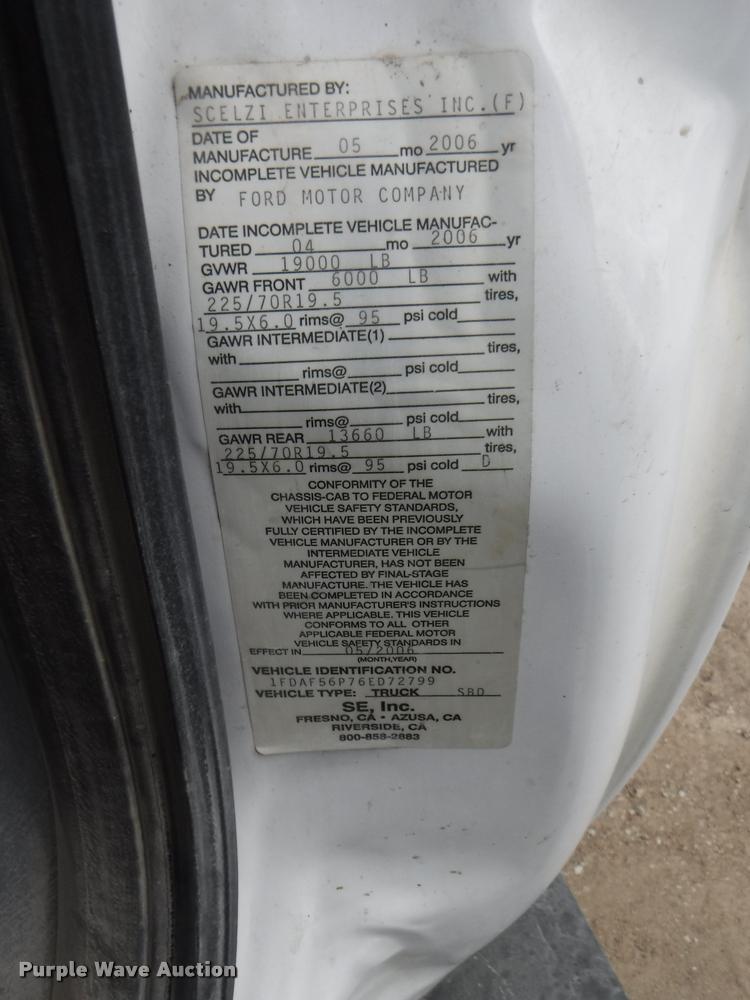 MANUFACTURED BY:
SCELZI ENTERPRISES INC.(F)
DATE OF
MANUFACTURE 05 mo 2006 yr
INCOMPLETE VEHICLE MANUFACTURED
BY FORD MOTOR COMPANY
DATE INCOMPLETE VEHICLE MANUFAC-
TURED 04 mo 2006 yr
GVWR 19000 LB
GAWR FRONT 6000 LB with
225/70R19.5 tires,
19.5X6.0 rims@ 95 psi cold
GAWR INTERMEDIATE(1)
with tires,
rims@ psi cold
GAWR INTERMEDIATE(2)
with tires,
rims@ psi cold
GAWR REAR 13660 LB with
225/70R19.5 tires,
19.5X6.0 rims@ 95 psi cold D
CONFORMITY OF THE
CHASSIS-CAB TO FEDERAL MOTOR
VEHICLE SAFETY STANDARDS,
WHICH HAVE BEEN PREVIOUSLY
FULLY CERTIFIED BY THE INCOMPLETE
VEHICLE MANUFACTURER OR BY THE
INTERMEDIATE VEHICLE
MANUFACTURER, HAS NOT BEEN
AFFECTED BY FINAL-STAGE
MANUFACTURE. THE VEHICLE HAS
BEEN COMPLETED IN ACCORDANCE
WITH PRIOR MANUFACTURER'S INSTRUCTIONS
WHERE APPLICABLE. THIS VEHICLE
CONFORMS TO ALL OTHER
APPLICABLE FEDERAL MOTOR
VEHICLE SAFETY STANDARDS IN
EFFECT IN 05/2006
(MONTH,YEAR)
VEHICLE IDENTIFICATION NO.
1FDAF56P76ED72799
VEHICLE TYPE: TRUCK SBD
SE, Inc.
FRESNO, CA • AZUSA, CA
RIVERSIDE, CA
800-858-2883
Purple Wave Auction